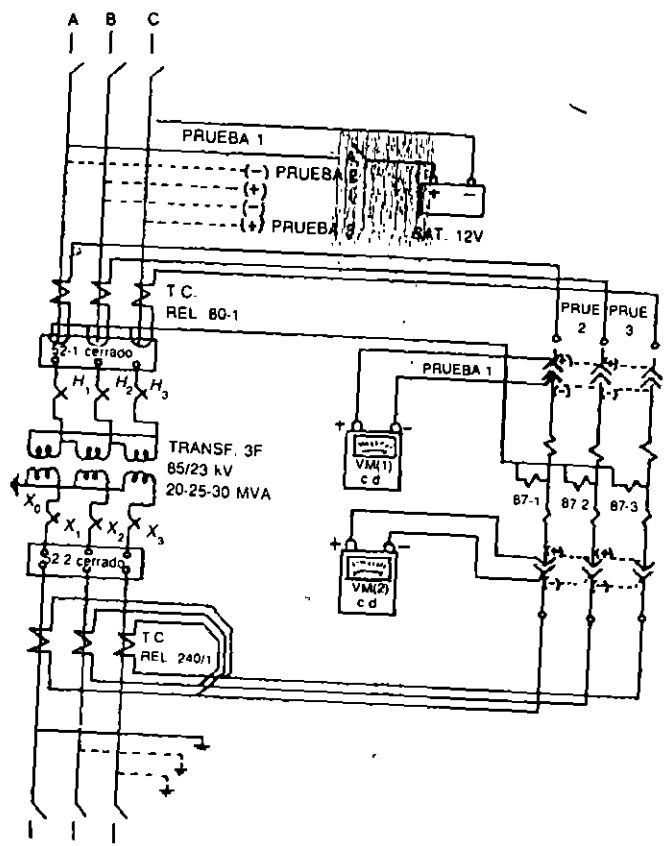 A B C
PRUEBA 1
(-) PRUEBA
(+)
(-)
(+) PRUEBA 3
+ -
BAT. 12V
T.C.
REL 80-1
PRUE PRUE
2 3
52-1 cerrado
(+) (+)
PRUEBA 1
(-) (-)
H1 H2 H3
+ -
VM(1)
c d
TRANSF. 3F
85/23 kV
20-25-30 MVA
87-1 87 2 87-3
X0 X1 X2 X3
+ -
VM(2)
c d
52 2 cerrado
(+) (+)
(-) (-)
T C
REL 240/1